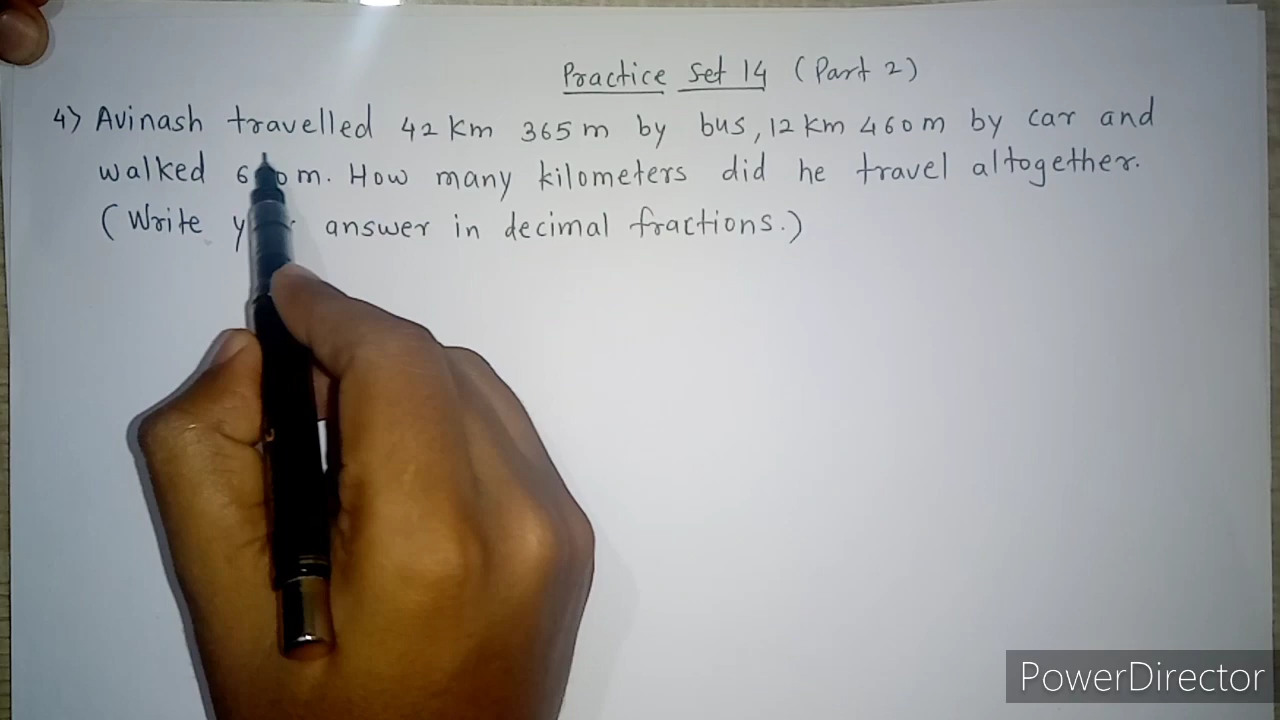 Practice Set 14 (Part 2)
4) Avinash travelled 42 Km 365 m by bus, 12 Km 460 m by car and
walked m. How many kilometers did he travel altogether.
(Write answer in decimal fractions.)
PowerDirector